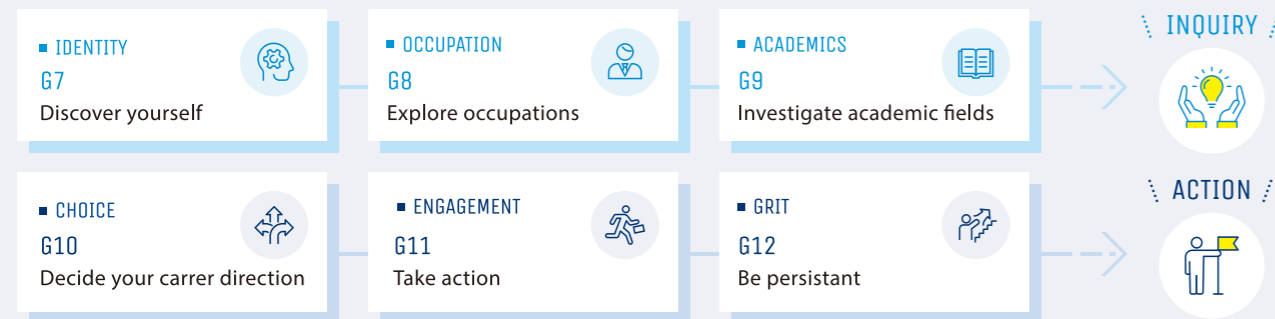 IDENTITY
G7
Discover yourself
OCCUPATION
G8
Explore occupations
ACADEMICS
G9
Investigate academic fields
INQUIRY
CHOICE
G10
Decide your carrer direction
ENGAGEMENT
G11
Take action
GRIT
G12
Be persistant
ACTION